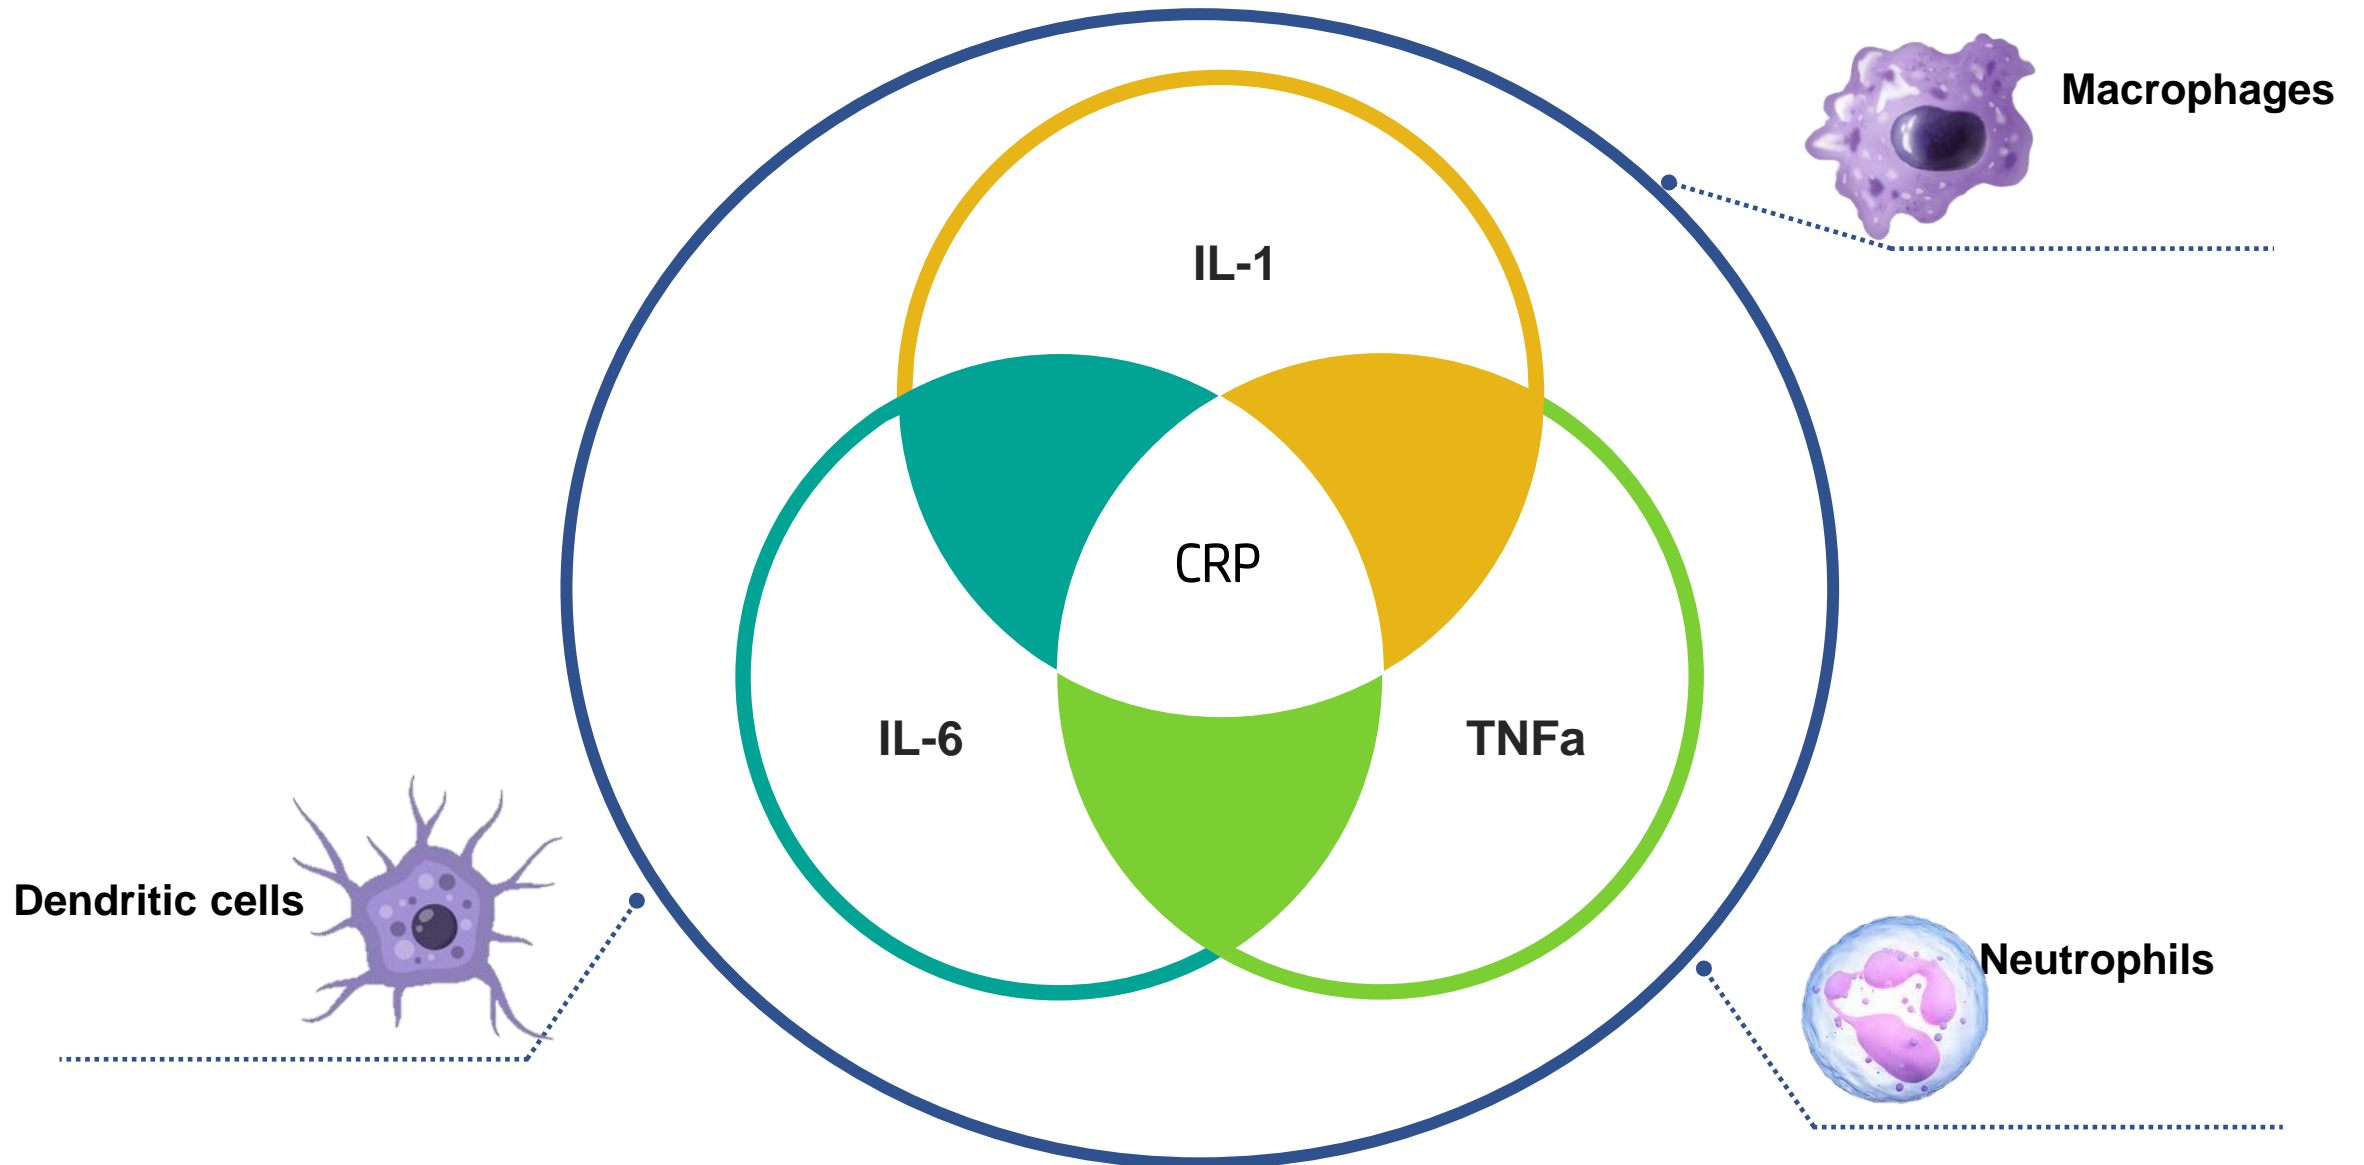 Macrophages
IL-1
CRP
IL-6
TNFa
Dendritic cells
Neutrophils